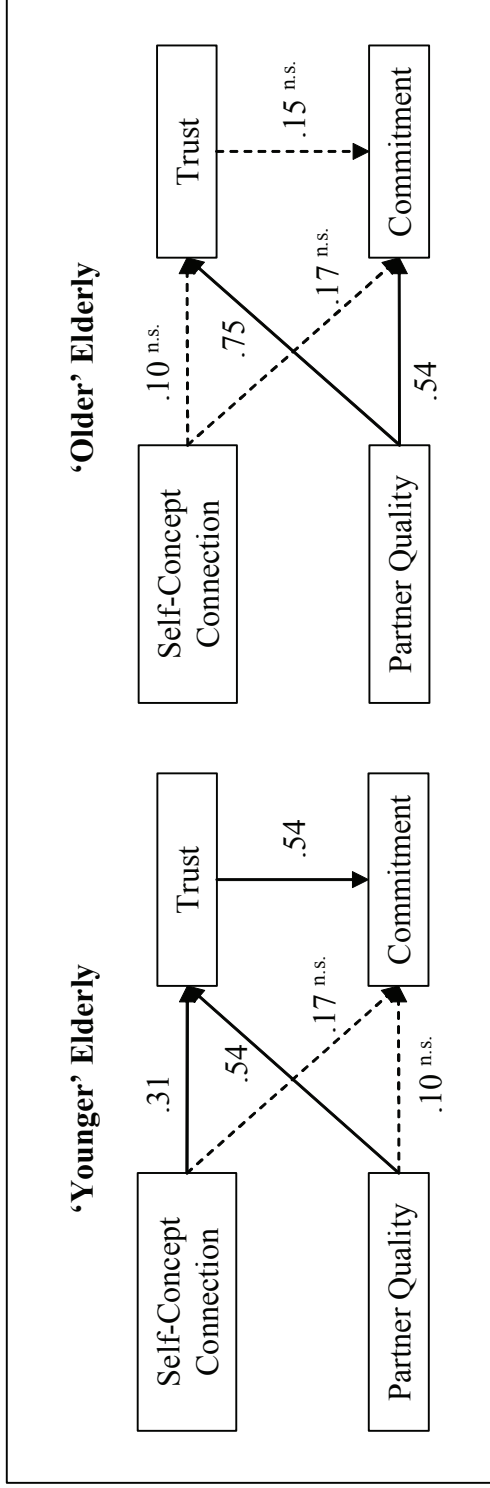 ‘Younger’ Elderly
Self-Concept
Connection
.31
Trust
.54
.17 n.s.
.54
Partner Quality
.10 n.s.
Commitment
‘Older’ Elderly
Self-Concept
Connection
.10 n.s.
Trust
.75
.17 n.s.
.15 n.s.
Partner Quality
.54
Commitment